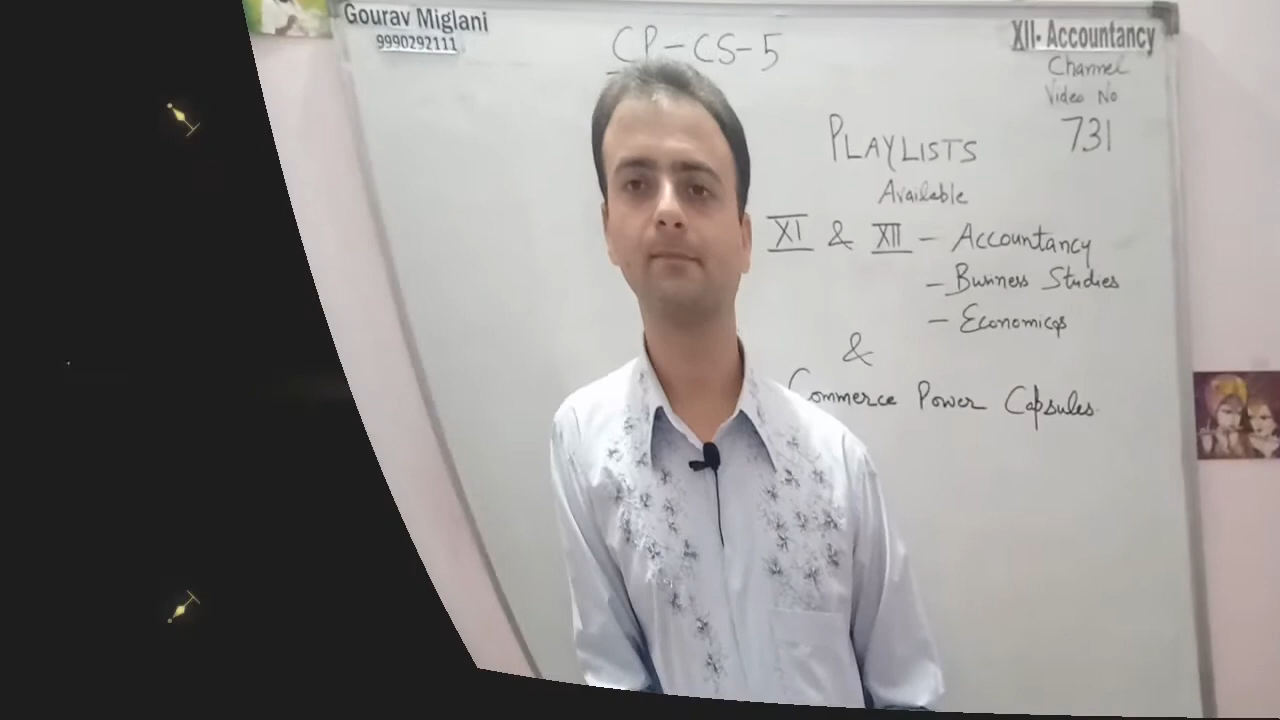 Gourav Miglani
9990292111
CP-CS-5
XII- Accountancy
Channel
Video No
731
PLAYLISTS
Available
XI & XII - Accountancy
- Business Studies
- Economics
&
Commerce Power Capsules